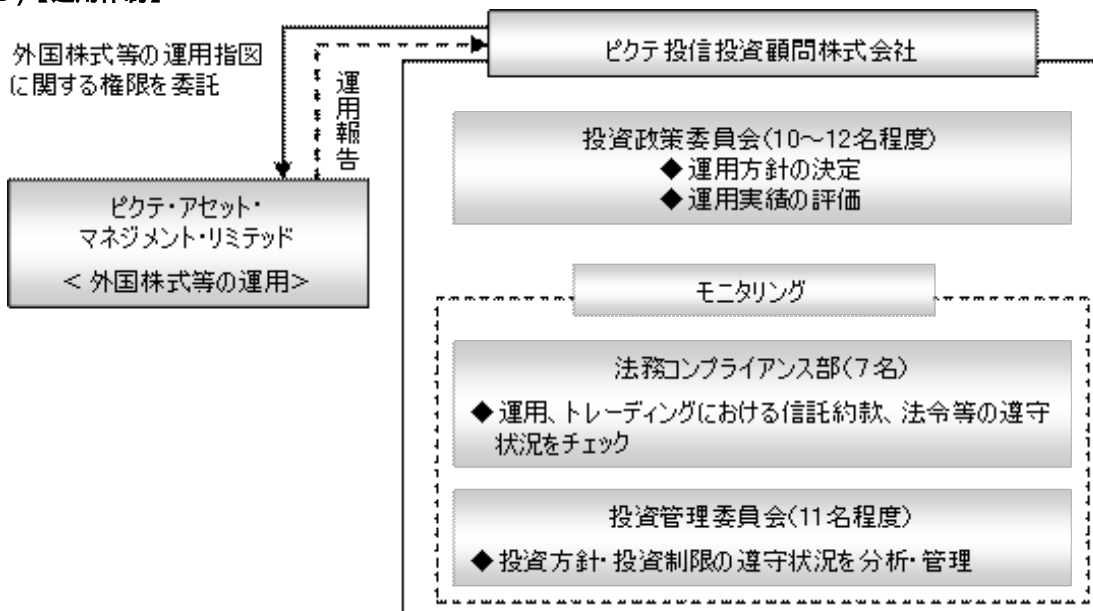 外国株式等の運用指図
に関する権限を委託
運用報告
ピクテ投信投資顧問株式会社
投資政策委員会(10～12名程度)
◆ 運用方針の決定
◆ 運用実績の評価
ピクテ・アセット・
マネジメント・リミテッド
< 外国株式等の運用>
モニタリング
法務コンプライアンス部(7名)
◆ 運用、トレーディングにおける信託約款、法令等の遵守
状況をチェック
投資管理委員会(11名程度)
◆ 投資方針・投資制限の遵守状況を分析・管理